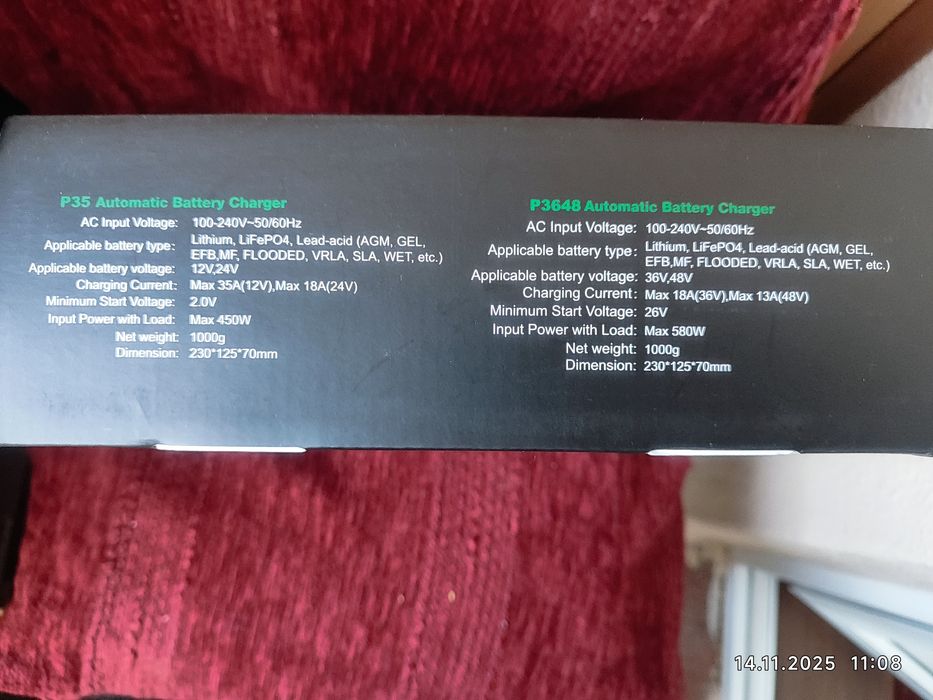 P35 Automatic Battery Charger
AC Input Voltage: 100-240V~50/60Hz
Applicable battery type: Lithium, LiFePO4, Lead-acid (AGM, GEL,
EFB,MF, FLOODED, VRLA, SLA, WET, etc.)
Applicable battery voltage: 12V,24V
Charging Current: Max 35A(12V),Max 18A(24V)
Minimum Start Voltage: 2.0V
Input Power with Load: Max 450W
Net weight: 1000g
Dimension: 230*125*70mm
P3648 Automatic Battery Charger
AC Input Voltage: 100-240V~50/60Hz
Applicable battery type: Lithium, LiFePO4, Lead-acid (AGM, GEL,
EFB,MF, FLOODED, VRLA, SLA, WET, etc.)
Applicable battery voltage: 36V,48V
Charging Current: Max 18A(36V),Max 13A(48V)
Minimum Start Voltage: 26V
Input Power with Load: Max 580W
Net weight: 1000g
Dimension: 230*125*70mm
14.11.2025 11:08